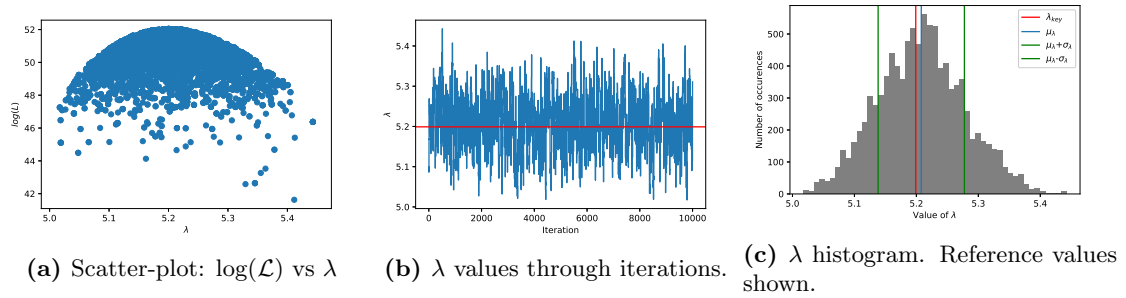 52
50
48
46
44
42
log(L)
5.0 5.1 5.2 5.3 5.4
λ
(a) Scatter-plot: log(ℒ) vs λ
5.4
5.3
5.2
5.1
5.0
λ
0 2000 4000 6000 8000 10000
Iteration
(b) λ values through iterations.
500
400
300
200
100
0
Number of occurrences
λkey
μλ
μλ+σλ
μλ-σλ
5.0 5.1 5.2 5.3 5.4
Value of λ
(c) λ histogram. Reference values
shown.